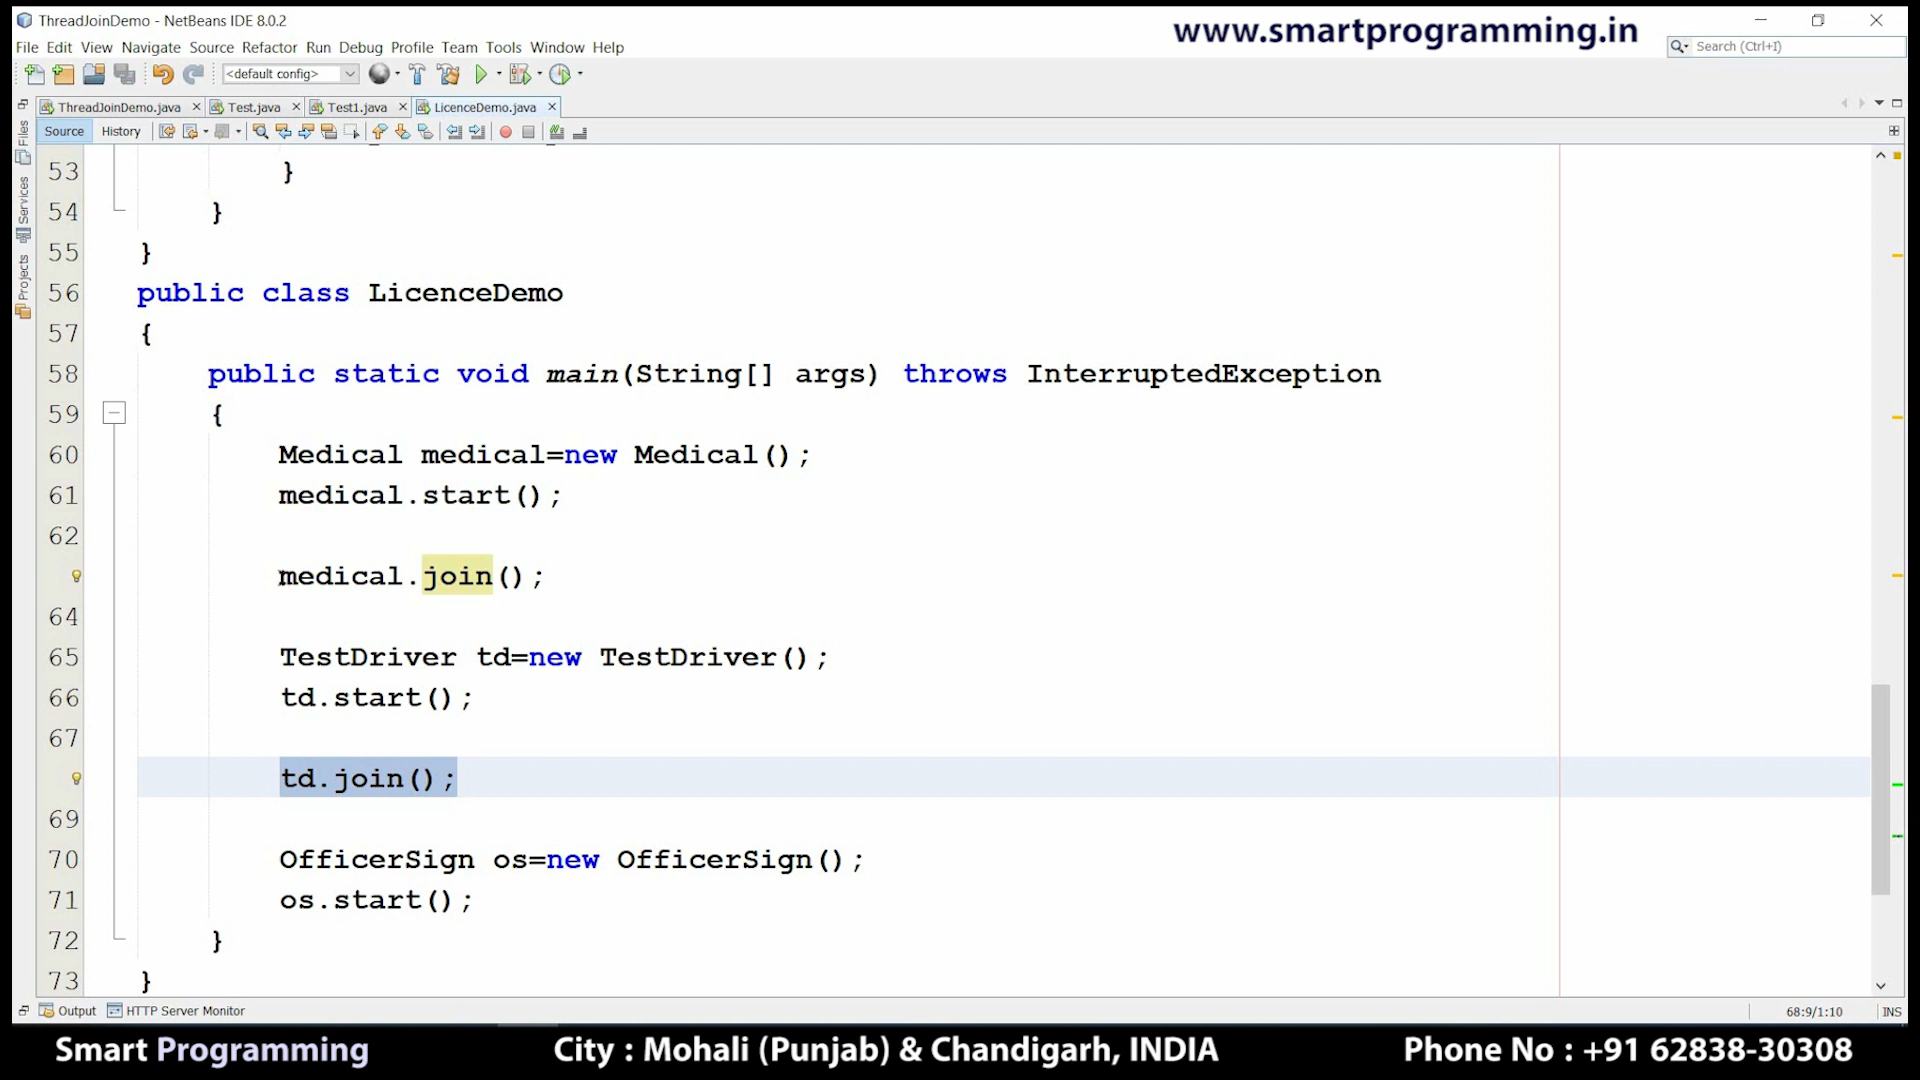 ThreadJoinDemo - NetBeans IDE 8.0.2
www.smartprogramming.in
File Edit View Navigate Source Refactor Run Debug Profile Team Tools Window Help
Search (Ctrl+I)
<default config>
ThreadJoinDemo.java Test.java Test1.java LicenceDemo.java
Source History
Files
Services
Projects
53 }
54 }
55 }
56 public class LicenceDemo
57 {
58 public static void main(String[] args) throws InterruptedException
59 {
60 Medical medical=new Medical();
61 medical.start();
62
medical.join();
64
65 TestDriver td=new TestDriver();
66 td.start();
67
td.join();
69
70 OfficerSign os=new OfficerSign();
71 os.start();
72 }
73 }
Output HTTP Server Monitor
68:9/1:10 INS
Smart Programming City : Mohali (Punjab) & Chandigarh, INDIA Phone No : +91 62838-30308